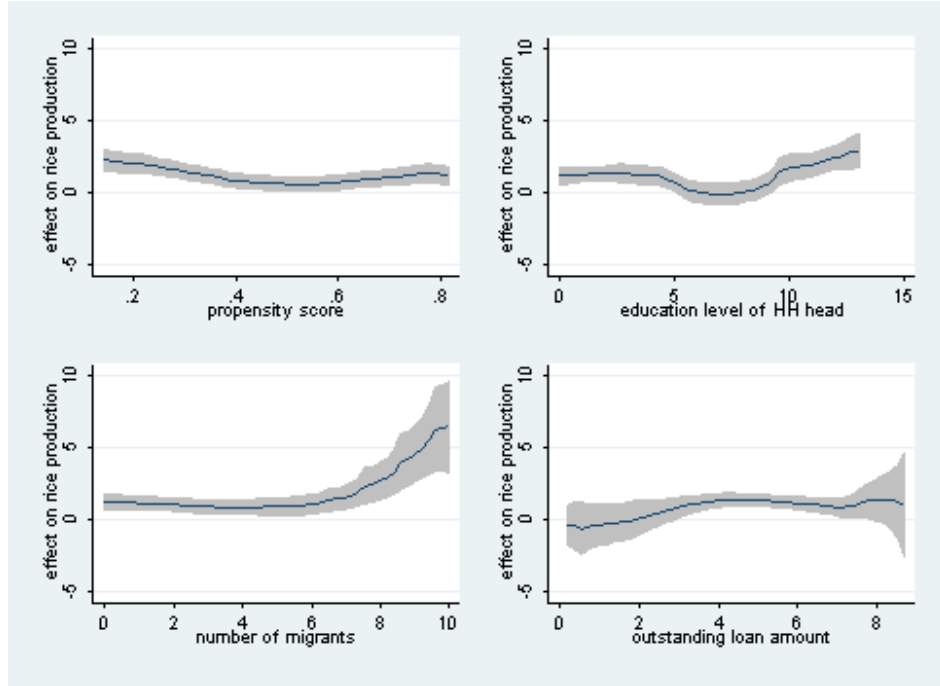 effect on rice production
10
5
0
-5
.2 .4 .6 .8
propensity score
effect on rice production
10
5
0
-5
0 5 10 15
education level of HH head
effect on rice production
10
5
0
-5
0 2 4 6 8 10
number of migrants
effect on rice production
10
5
0
-5
0 2 4 6 8
outstanding loan amount